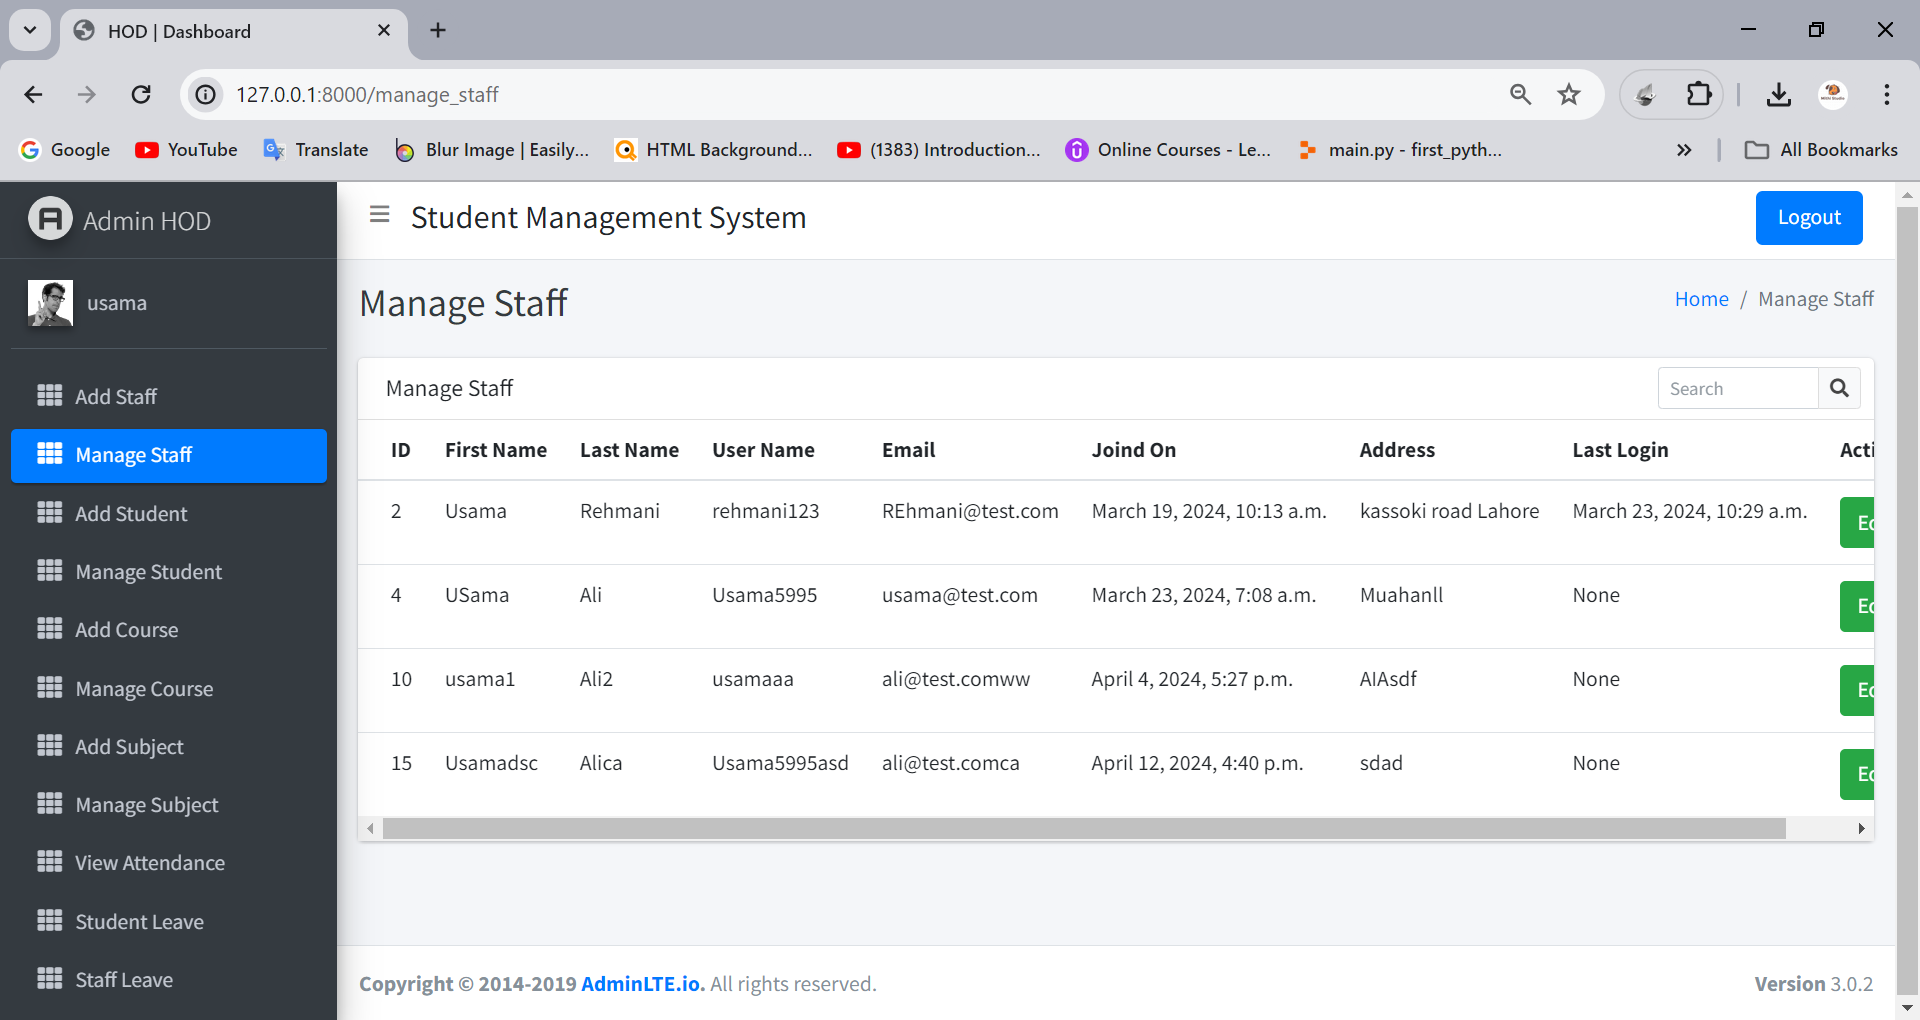 HOD | Dashboard
127.0.0.1:8000/manage_staff
Google YouTube Translate Blur Image | Easily... HTML Background... (1383) Introduction... Online Courses - Le... main.py - first_pyth... All Bookmarks
Admin HOD
usama
Add Staff
Manage Staff
Add Student
Manage Student
Add Course
Manage Course
Add Subject
Manage Subject
View Attendance
Student Leave
Staff Leave
Student Management System
Logout
Manage Staff
Home / Manage Staff
Manage Staff
Search
ID First Name Last Name User Name Email Joind On Address Last Login Acti
2 Usama Rehmani rehmani123 REhmani@test.com March 19, 2024, 10:13 a.m. kassoki road Lahore March 23, 2024, 10:29 a.m. Ed
4 USama Ali Usama5995 usama@test.com March 23, 2024, 7:08 a.m. Muahanll None Ed
10 usama1 Ali2 usamaaa ali@test.comww April 4, 2024, 5:27 p.m. AIAsdf None Ed
15 Usamadsc Alica Usama5995asd ali@test.comca April 12, 2024, 4:40 p.m. sdad None Ed
Copyright © 2014-2019 AdminLTE.io. All rights reserved.
Version 3.0.2